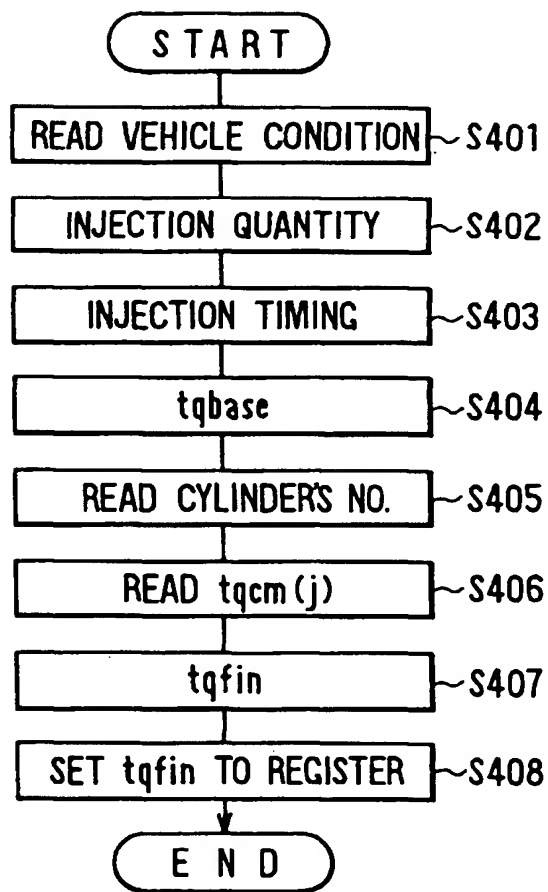 START
READ VEHICLE CONDITION ~S401
INJECTION QUANTITY ~S402
INJECTION TIMING ~S403
tqbase ~S404
READ CYLINDER'S NO. ~S405
READ tqcm(j) ~S406
tqfin ~S407
SET tqfin TO REGISTER ~S408
END